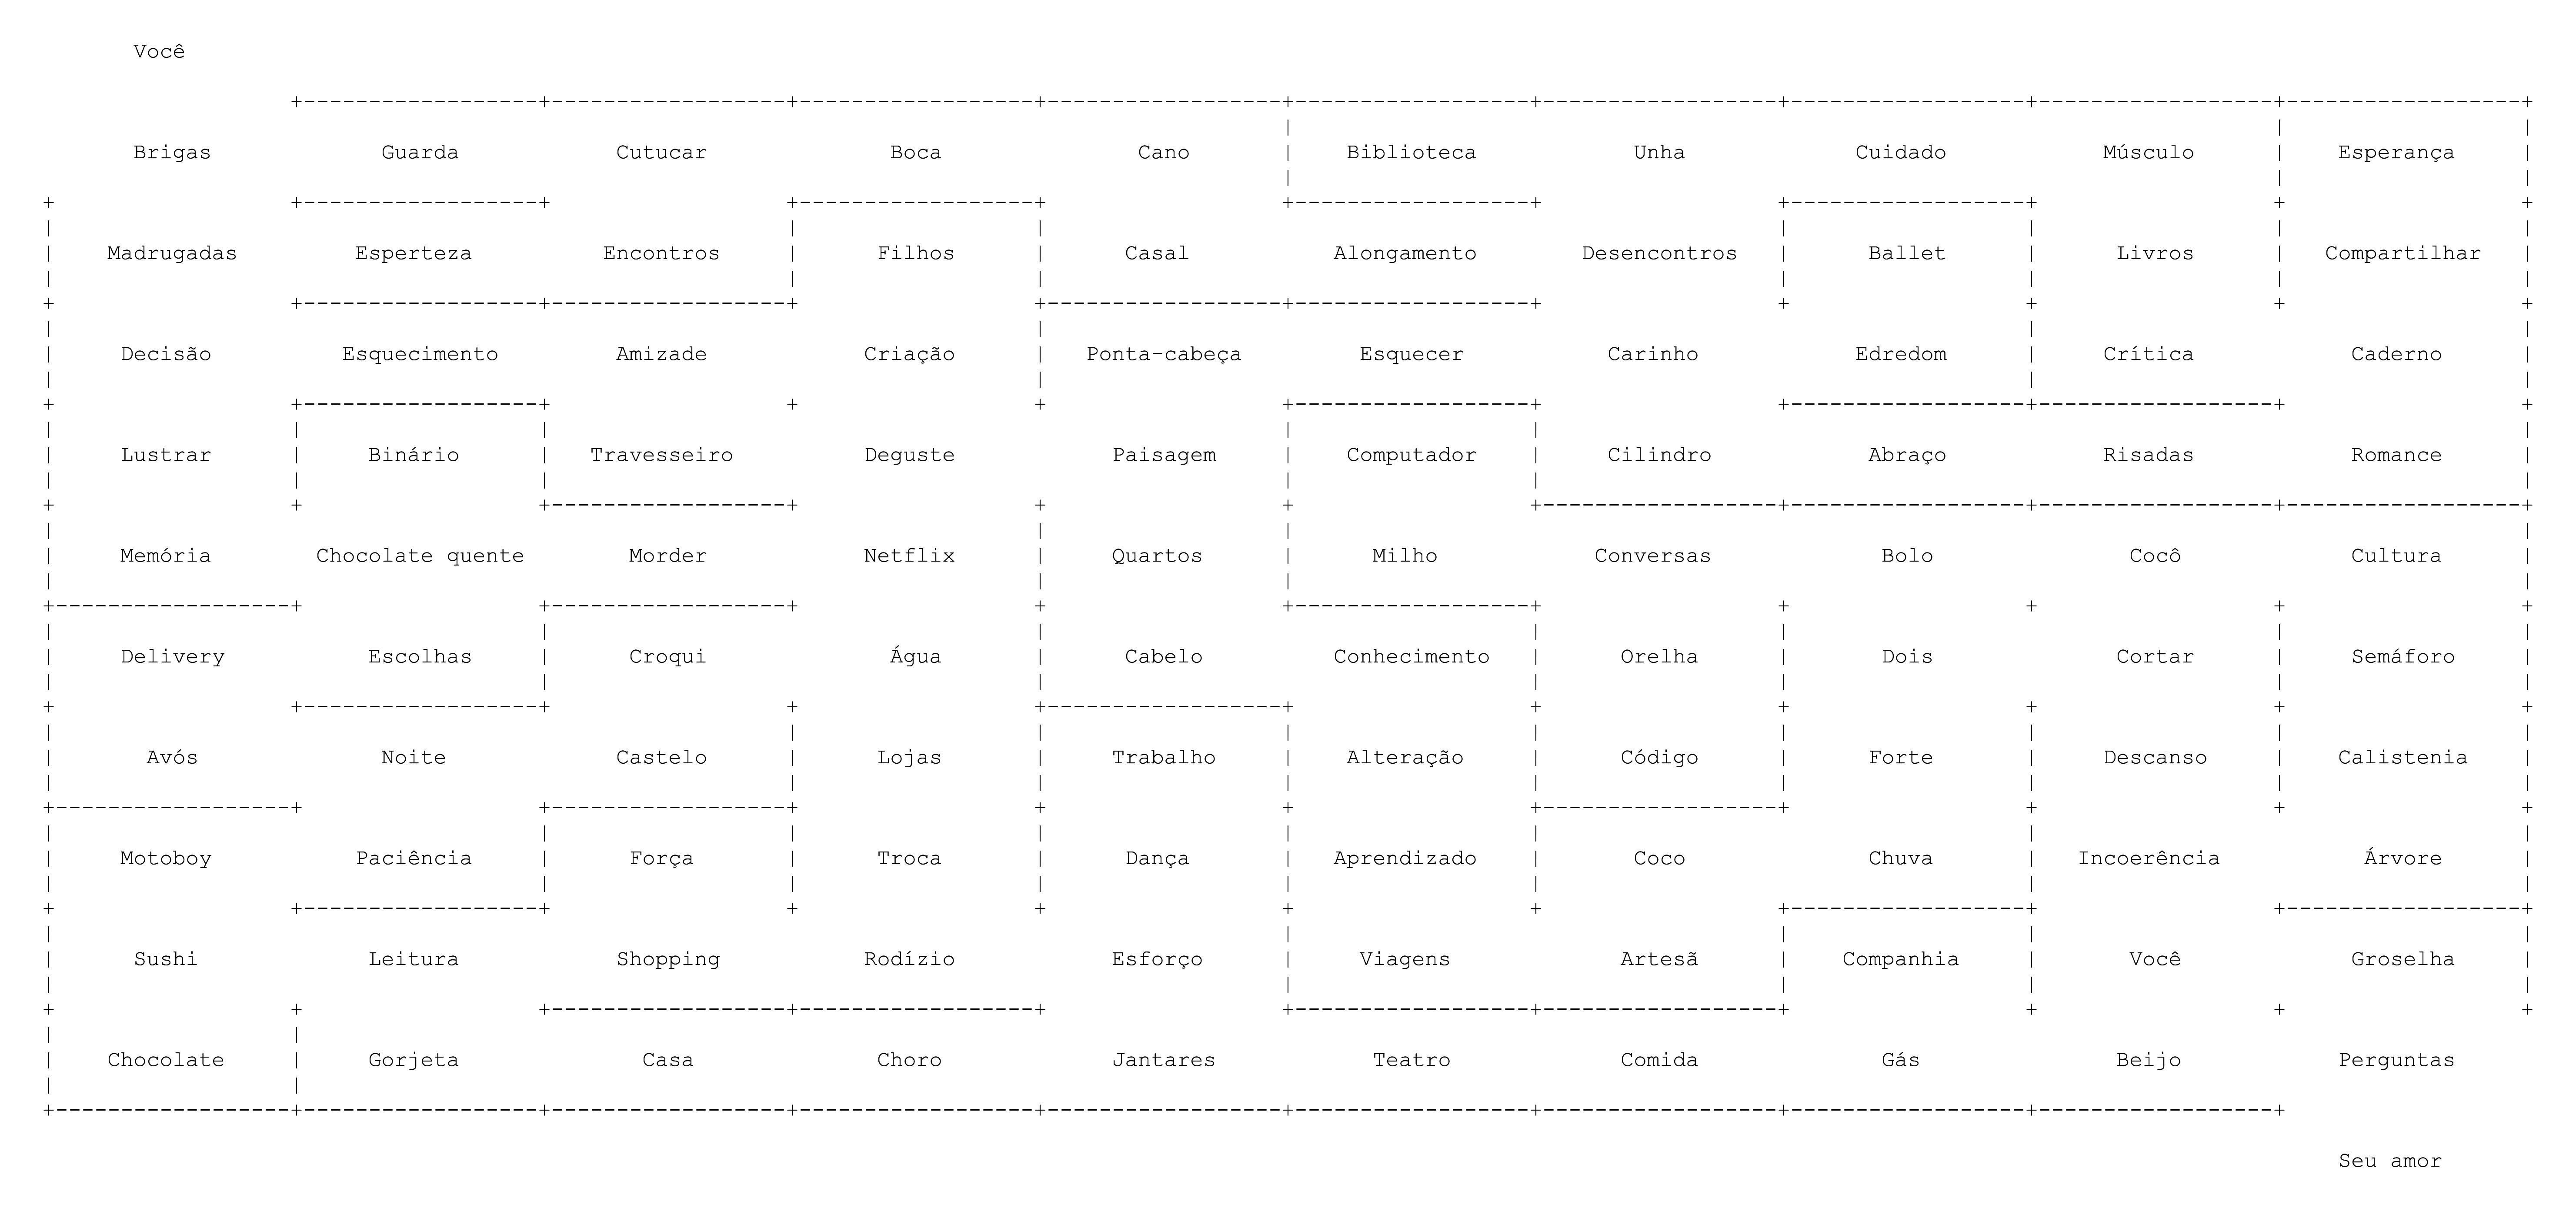 Você
Brigas Guarda Cutucar Boca Cano Biblioteca Unha Cuidado Músculo Esperança
Madrugadas Esperteza Encontros Filhos Casal Alongamento Desencontros Ballet Livros Compartilhar
Decisão Esquecimento Amizade Criação Ponta-cabeça Esquecer Carinho Edredom Crítica Caderno
Lustrar Binário Travesseiro Deguste Paisagem Computador Cilindro Abraço Risadas Romance
Memória Chocolate quente Morder Netflix Quartos Milho Conversas Bolo Cocô Cultura
Delivery Escolhas Croqui Água Cabelo Conhecimento Orelha Dois Cortar Semáforo
Avós Noite Castelo Lojas Trabalho Alteração Código Forte Descanso Calistenia
Motoboy Paciência Força Troca Dança Aprendizado Coco Chuva Incoerência Árvore
Sushi Leitura Shopping Rodízio Esforço Viagens Artesã Companhia Você Groselha
Chocolate Gorjeta Casa Choro Jantares Teatro Comida Gás Beijo Perguntas
Seu amor